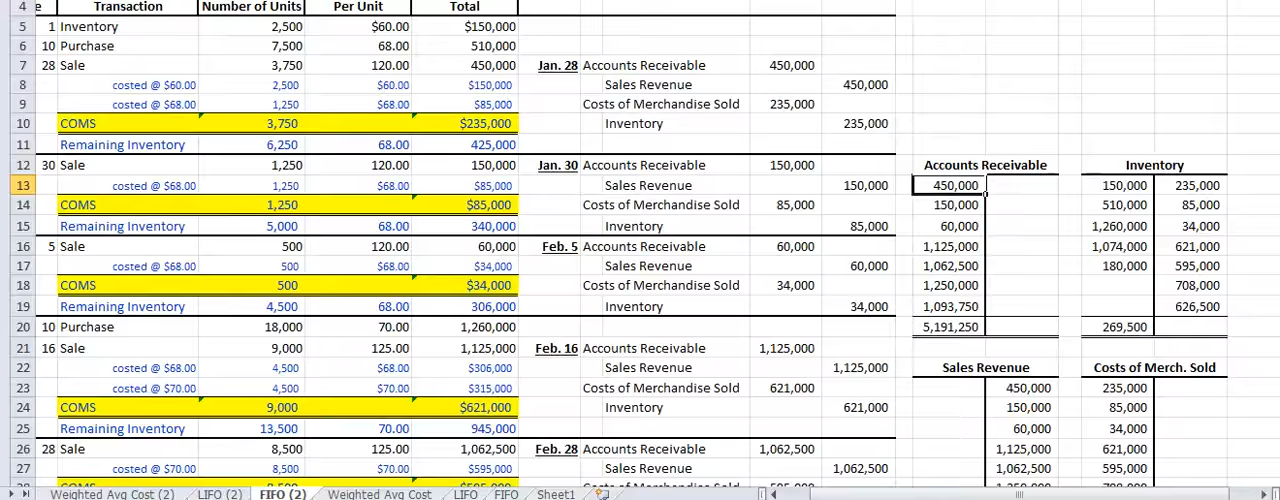 4 e Transaction Number of Units Per Unit Total
5 1 Inventory 2,500 $60.00 $150,000
6 10 Purchase 7,500 68.00 510,000
7 28 Sale 3,750 120.00 450,000 Jan. 28 Accounts Receivable 450,000
8 costed @ $60.00 2,500 $60.00 $150,000 Sales Revenue 450,000
9 costed @ $68.00 1,250 $68.00 $85,000 Costs of Merchandise Sold 235,000
10 COMS 3,750 $235,000 Inventory 235,000
11 Remaining Inventory 6,250 68.00 425,000
12 30 Sale 1,250 120.00 150,000 Jan. 30 Accounts Receivable 150,000 Accounts Receivable Inventory
13 costed @ $68.00 1,250 $68.00 $85,000 Sales Revenue 150,000 450,000 150,000 235,000
14 COMS 1,250 $85,000 Costs of Merchandise Sold 85,000 150,000 510,000 85,000
15 Remaining Inventory 5,000 68.00 340,000 Inventory 85,000 60,000 1,260,000 34,000
16 5 Sale 500 120.00 60,000 Feb. 5 Accounts Receivable 60,000 1,125,000 1,074,000 621,000
17 costed @ $68.00 500 $68.00 $34,000 Sales Revenue 60,000 1,062,500 180,000 595,000
18 COMS 500 $34,000 Costs of Merchandise Sold 34,000 1,250,000 708,000
19 Remaining Inventory 4,500 68.00 306,000 Inventory 34,000 1,093,750 626,500
20 10 Purchase 18,000 70.00 1,260,000 5,191,250 269,500
21 16 Sale 9,000 125.00 1,125,000 Feb. 16 Accounts Receivable 1,125,000
22 costed @ $68.00 4,500 $68.00 $306,000 Sales Revenue 1,125,000 Sales Revenue Costs of Merch. Sold
23 costed @ $70.00 4,500 $70.00 $315,000 Costs of Merchandise Sold 621,000 450,000 235,000
24 COMS 9,000 $621,000 Inventory 621,000 150,000 85,000
25 Remaining Inventory 13,500 70.00 945,000 60,000 34,000
26 28 Sale 8,500 125.00 1,062,500 Feb. 28 Accounts Receivable 1,062,500 1,125,000 621,000
27 costed @ $70.00 8,500 $70.00 $595,000 Sales Revenue 1,062,500 1,062,500 595,000
Weighted Avg Cost (2) LIFO (2) FIFO (2) Weighted Avg Cost LIFO FIFO Sheet1